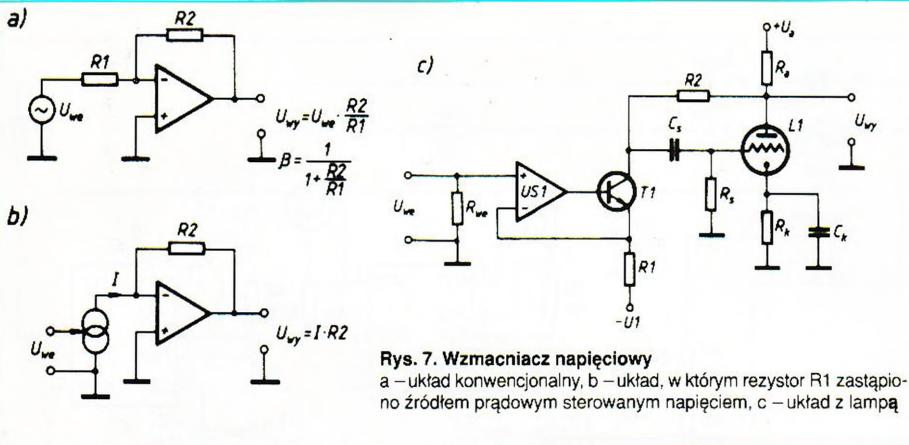 a)
R2
R1
U_we
-
+
U_wy=U_we·R2/R1
β=1/(1+R2/R1)
b)
R2
I
-
+
U_we
U_wy=I·R2
c)
+U_a
R_a
R2
L1
C_s
U_wy
US1
+
-
T1
U_we
R_we
R_s
R_k
C_k
R1
-U1
Rys. 7. Wzmacniacz napięciowy
a – układ konwencjonalny, b – układ, w którym rezystor R1 zastąpio-
no źródłem prądowym sterowanym napięciem, c – układ z lampą